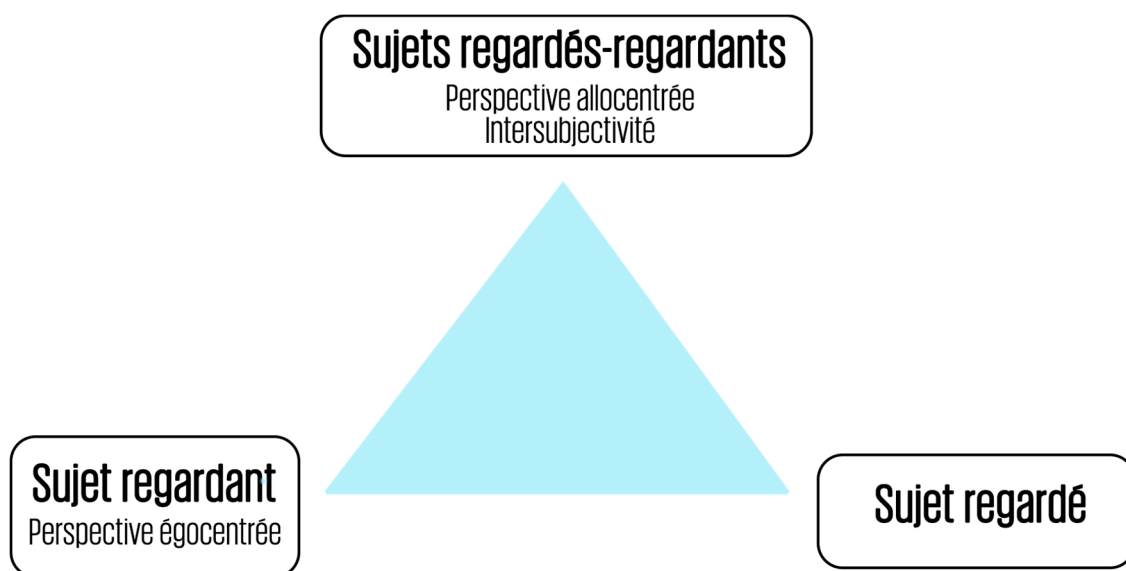 Sujets regardés-regardants
Perspective allocentrée
Intersubjectivité
Sujet regardant
Perspective égocentrée
Sujet regardé